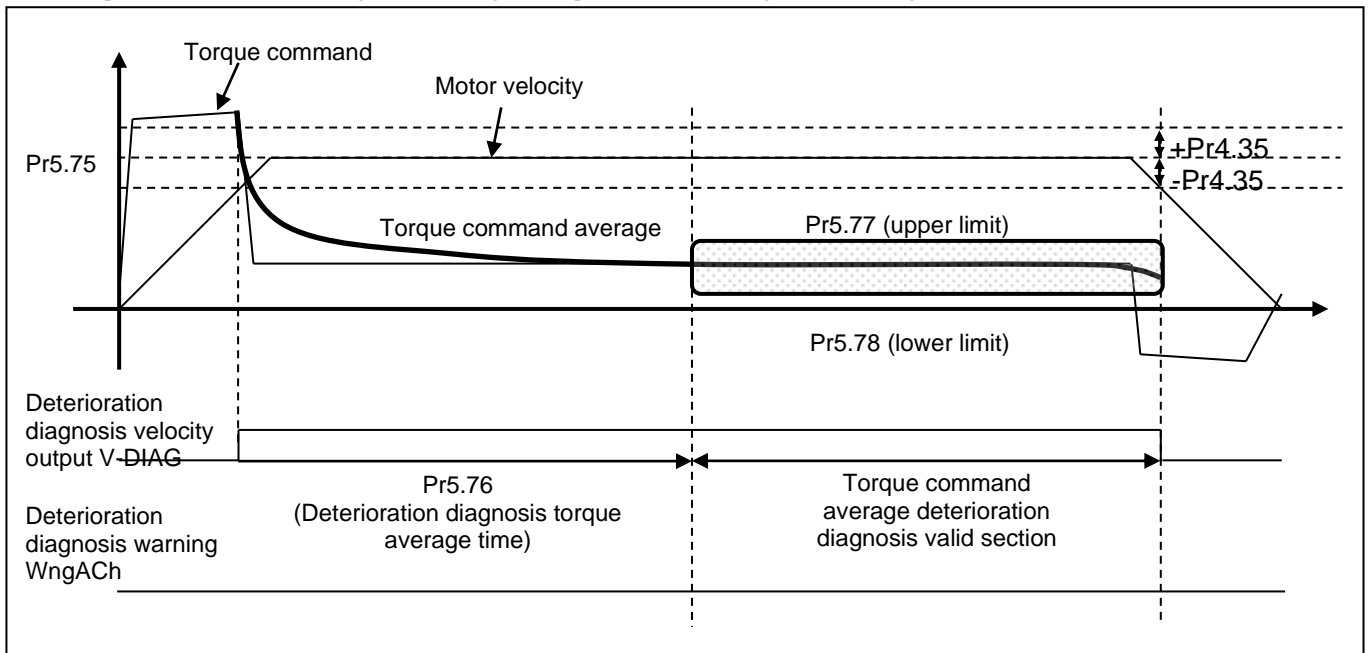 Torque command
Motor velocity
+Pr4.35
Pr5.75
-Pr4.35
Torque command average
Pr5.77 (upper limit)
Pr5.78 (lower limit)
Deterioration
diagnosis velocity
output V-DIAG
Pr5.76
(Deterioration diagnosis torque
average time)
Torque command
average deterioration
diagnosis valid section
Deterioration
diagnosis warning
WngACh